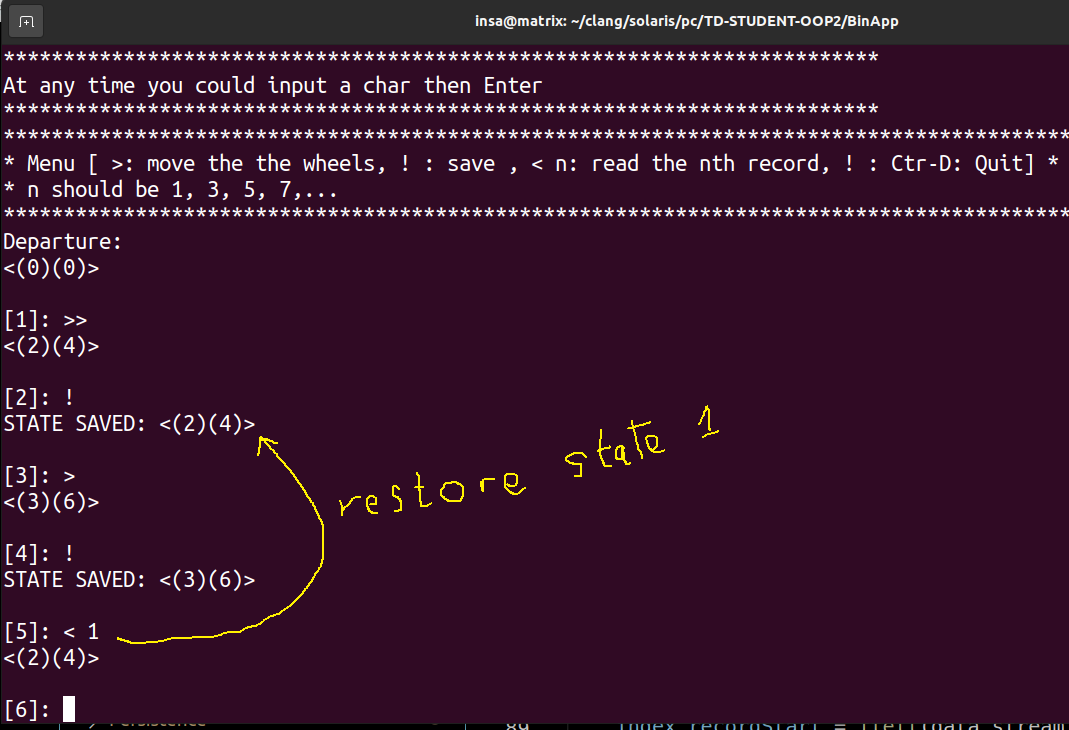 insa@matrix: ~/clang/solaris/pc/TD-STUDENT-OOP2/BinApp
*************************************************************************
At any time you could input a char then Enter
*************************************************************************
*****************************************************************************************
* Menu [ >: move the the wheels, ! : save , < n: read the nth record, ! : Ctr-D: Quit] *
* n should be 1, 3, 5, 7,...
*****************************************************************************************
Departure:
<(0)(0)>
[1]: >>
<(2)(4)>
[2]: !
STATE SAVED: <(2)(4)>
[3]: >
<(3)(6)>
restore state 1
[4]: !
STATE SAVED: <(3)(6)>
[5]: < 1
<(2)(4)>
[6]: